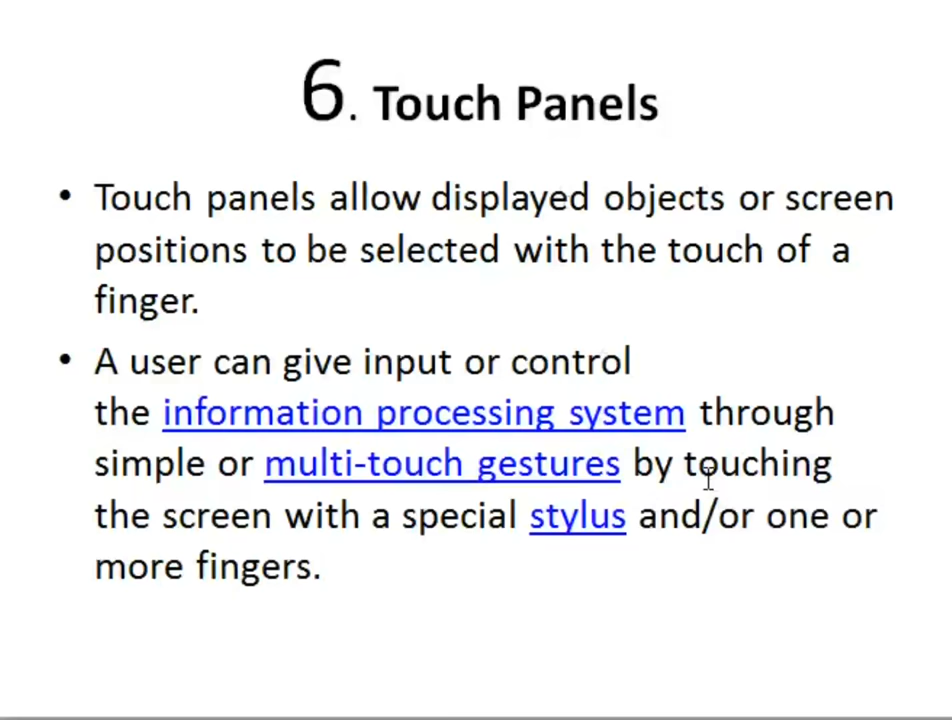 6. Touch Panels
• Touch panels allow displayed objects or screen
positions to be selected with the touch of a
finger.
• A user can give input or control
the information processing system through
simple or multi-touch gestures by touching
the screen with a special stylus and/or one or
more fingers.